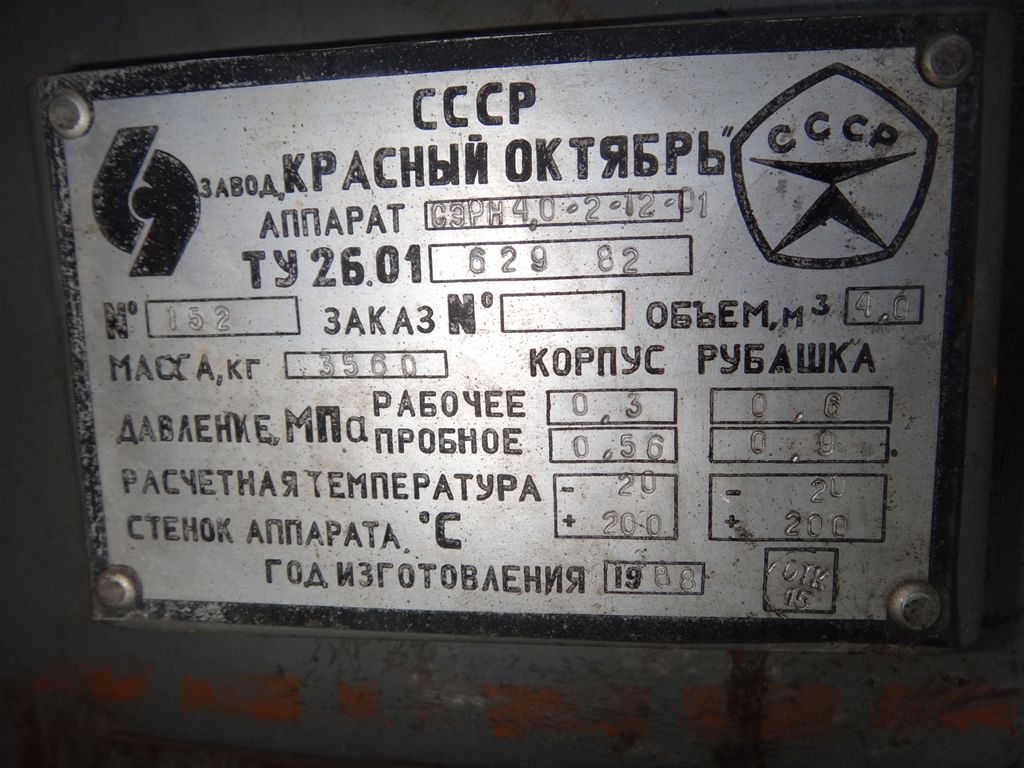 СССР
СССР
ЗАВОД „КРАСНЫЙ ОКТЯБРЬ"
АППАРАТ СЭРН 4,0-2-12-01
ТУ 26.01 629 82
№ 152 ЗАКАЗ № ОБЪЕМ, м³ 4,0
МАССА, кг 3560 КОРПУС РУБАШКА
ДАВЛЕНИЕ, МПа РАБОЧЕЕ 0,3 0,6
ПРОБНОЕ 0,56 0,9
РАСЧЕТНАЯ ТЕМПЕРАТУРА - 20 - 20
СТЕНОК АППАРАТА, °С + 200 + 200
ГОД ИЗГОТОВЛЕНИЯ 1988
ОТК
15